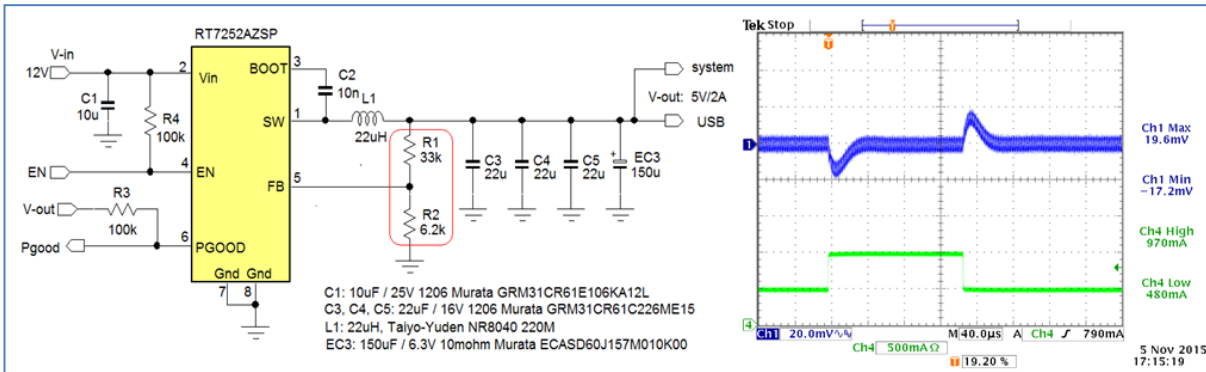 RT7252AZSP
V-in
12V
2
Vin
BOOT
3
C2
10n
C1
10u
R4
100k
SW
1
L1
22uH
system
V-out: 5V/2A
USB
R1
33k
EN
4
EN
FB
5
C3
22u
C4
22u
C5
22u
+
EC3
150u
R3
V-out
100k
R2
6.2k
Pgood
6
PGOOD
Gnd Gnd
7 8
C1: 10uF / 25V 1206 Murata GRM31CR61E106KA12L
C3, C4, C5: 22uF / 16V 1206 Murata GRM31CR61C226ME15
L1: 22uH, Taiyo-Yuden NR8040 220M
EC3: 150uF / 6.3V 10mohm Murata ECASD60J157M010K00
Tek Stop
T
1
Ch1 Max
19.6mV
Ch1 Min
−17.2mV
Ch4 High
970mA
Ch4 Low
480mA
4
Ch1 20.0mV M 40.0µs A Ch4 790mA
Ch4 500mA Ω
T 19.20 %
5 Nov 2015
17:15:19